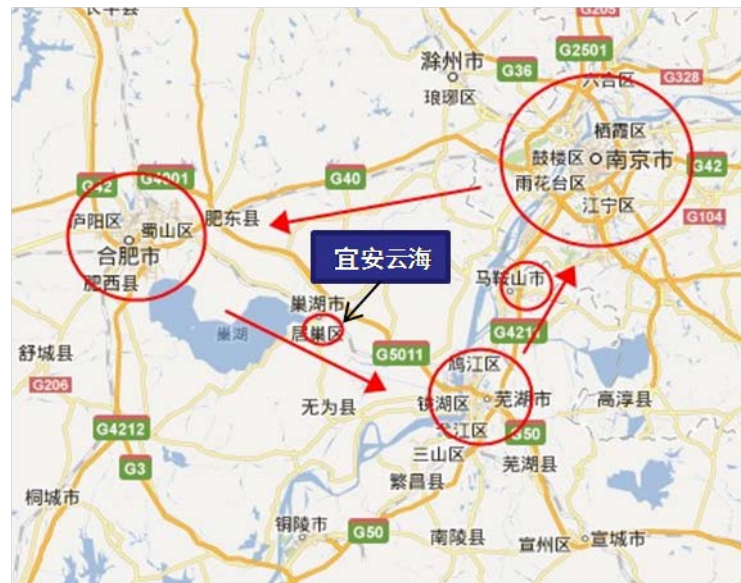 G205
滁州市
G2501
G36
琅琊区
六合区
G328
栖霞区
鼓楼区
南京市
G42
G4001
G40
G42
雨花台区
庐阳区
肥东县
江宁区
蜀山区
G104
合肥市
宜安云海
肥西县
马鞍山市
巢湖市
巢湖
居巢区
G4211
舒城县
G5011
鸠江区
G206
镜湖区
芜湖市
高淳县
无为县
G4212
弋江区
G50
三山区
芜湖县
G3
繁昌县
桐城市
铜陵市
G50
南陵县
宣州区
宣城市